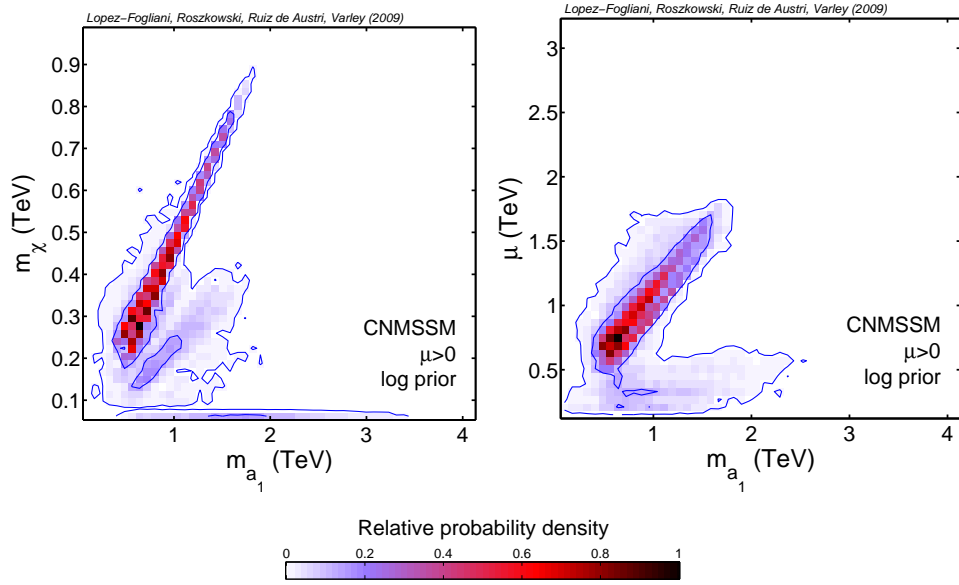 Lopez-Fogliani, Roszkowski, Ruiz de Austri, Varley (2009)
m_χ (TeV)
0.9
0.8
0.7
0.6
0.5
0.4
0.3
0.2
0.1
CNMSSM
μ>0
log prior
1 2 3 4
m_{a_1} (TeV)
Lopez-Fogliani, Roszkowski, Ruiz de Austri, Varley (2009)
μ (TeV)
3
2.5
2
1.5
1
0.5
CNMSSM
μ>0
log prior
1 2 3 4
m_{a_1} (TeV)
Relative probability density
0 0.2 0.4 0.6 0.8 1